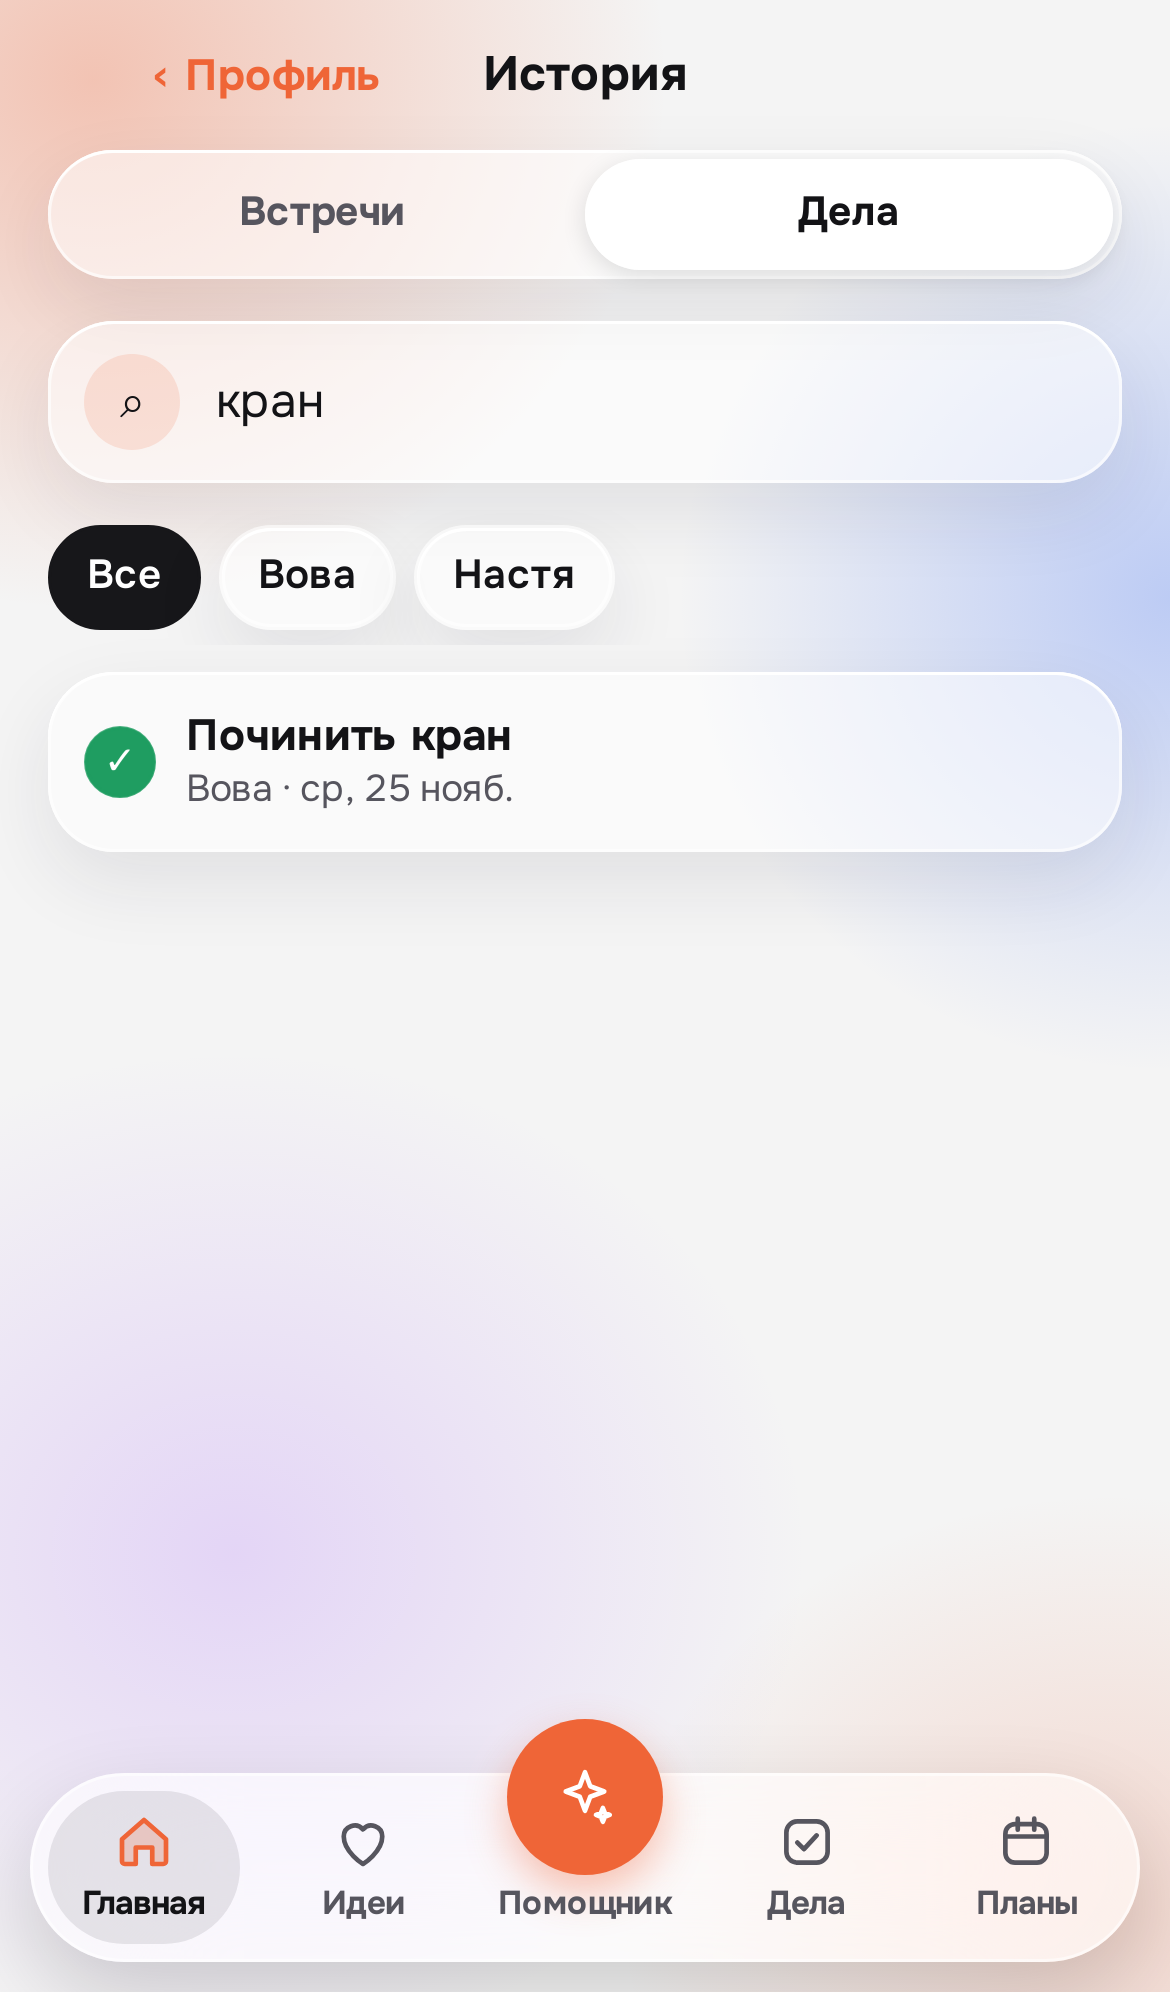 ‹ Профиль
История
Встречи
Дела
кран
Все
Вова
Настя
Починить кран
Вова · ср, 25 нояб.
Главная
Идеи
Помощник
Дела
Планы